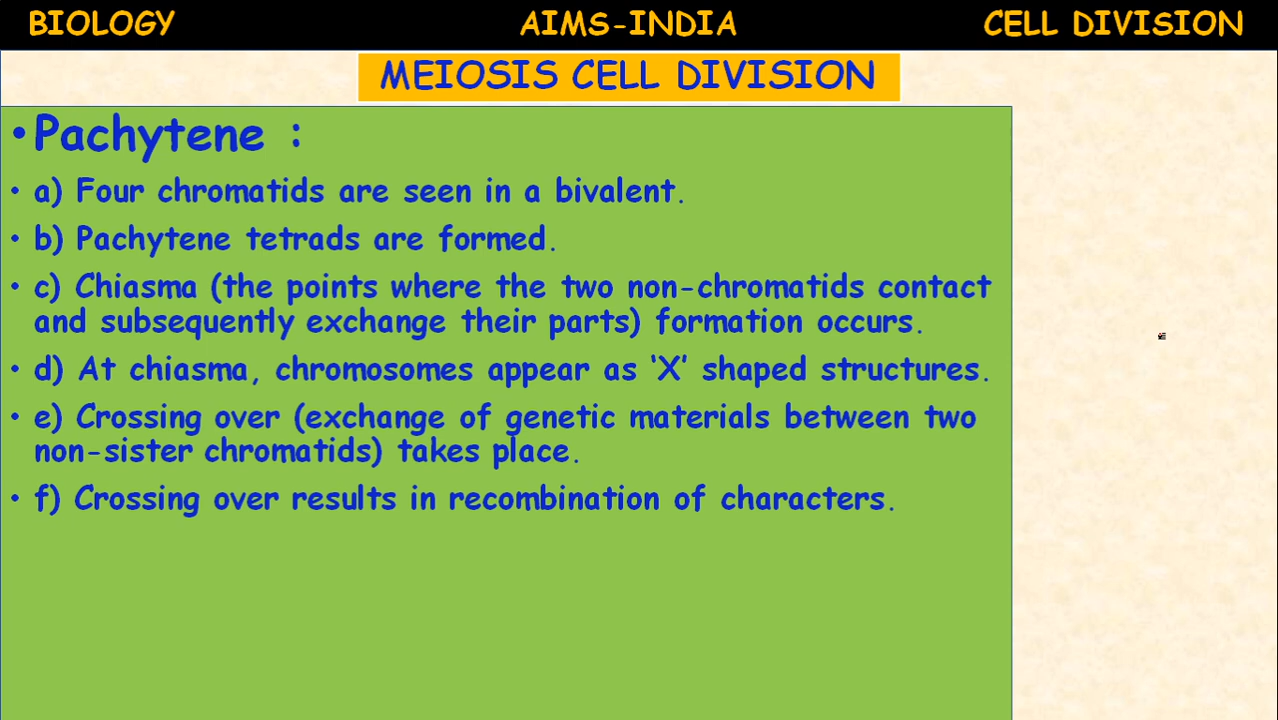 BIOLOGY AIMS-INDIA CELL DIVISION
MEIOSIS CELL DIVISION
• Pachytene :
• a) Four chromatids are seen in a bivalent.
• b) Pachytene tetrads are formed.
• c) Chiasma (the points where the two non-chromatids contact
and subsequently exchange their parts) formation occurs.
• d) At chiasma, chromosomes appear as ‘X’ shaped structures.
• e) Crossing over (exchange of genetic materials between two
non-sister chromatids) takes place.
• f) Crossing over results in recombination of characters.